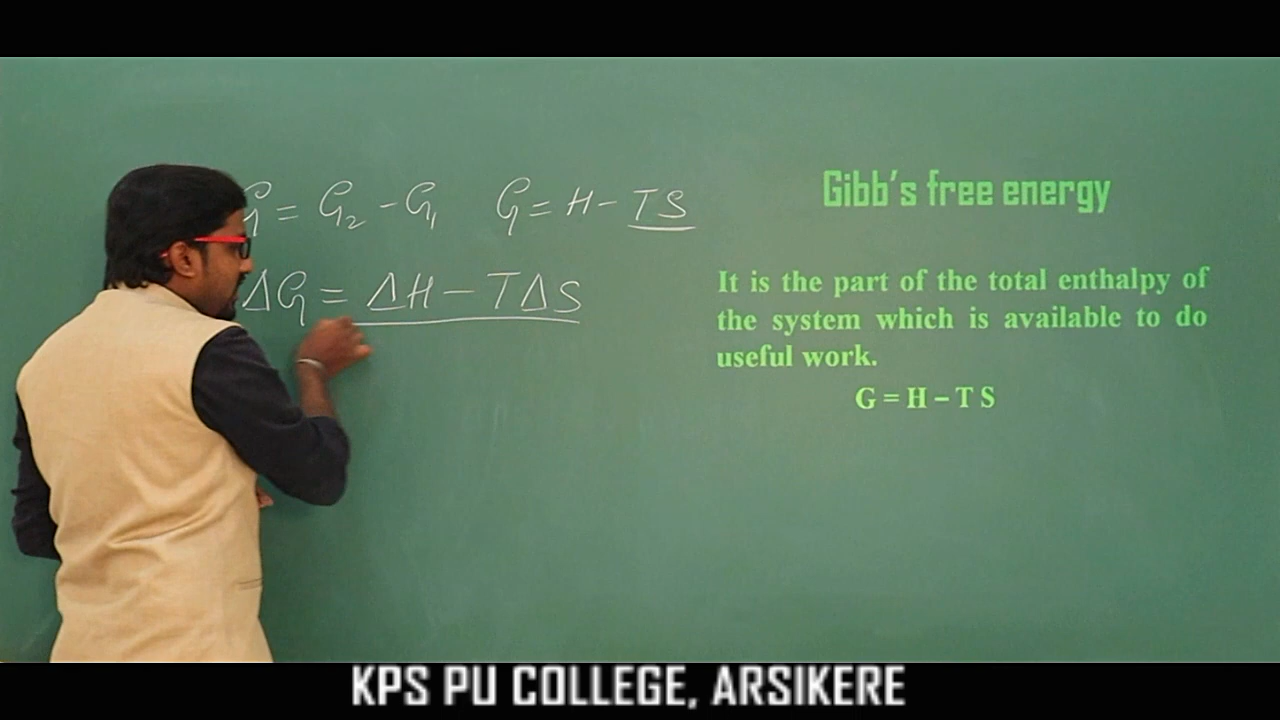 G = G₂ - G₁ G = H - TS
ΔG = ΔH - TΔS
Gibb's free energy
It is the part of the total enthalpy of
the system which is available to do
useful work.
G = H – T S
KPS PU COLLEGE, ARSIKERE